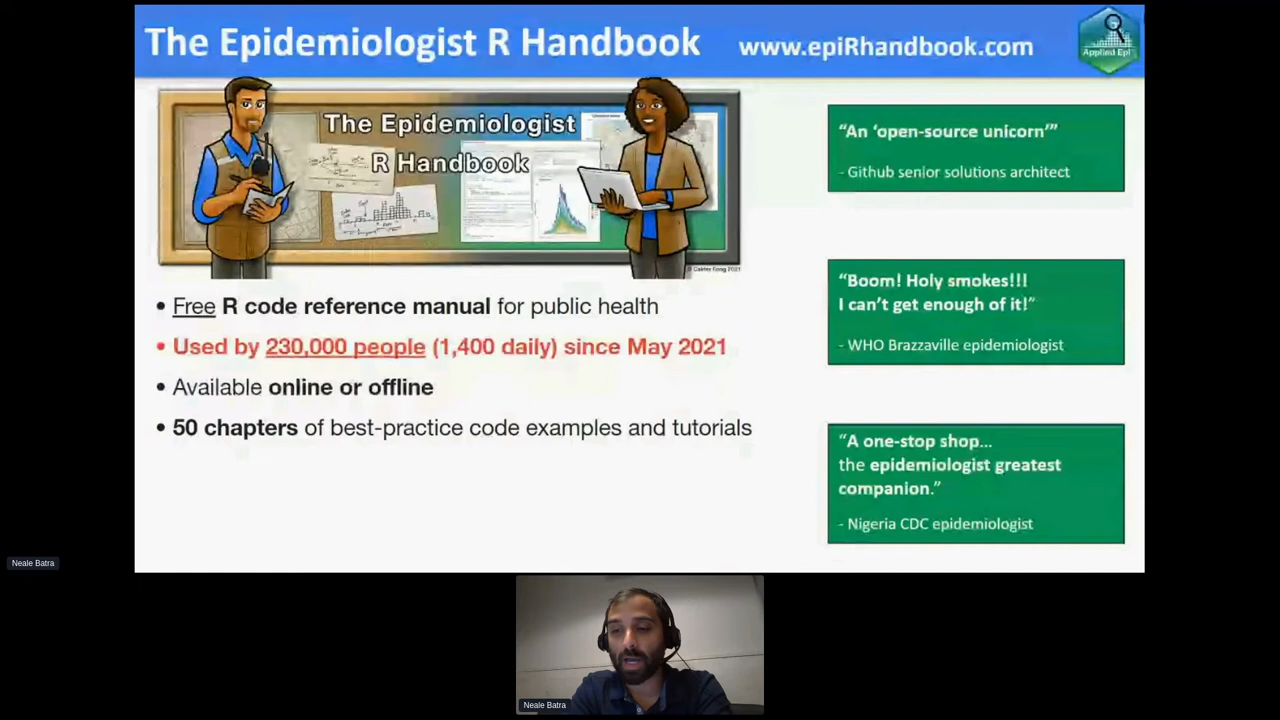 The Epidemiologist R Handbook
www.epiRhandbook.com
Applied Epi
The Epidemiologist
R Handbook
• Free R code reference manual for public health
• Used by 230,000 people (1,400 daily) since May 2021
• Available online or offline
• 50 chapters of best-practice code examples and tutorials
“An ‘open-source unicorn’”
- Github senior solutions architect
“Boom! Holy smokes!!!
I can’t get enough of it!”
- WHO Brazzaville epidemiologist
“A one-stop shop...
the epidemiologist greatest
companion.”
- Nigeria CDC epidemiologist
Neale Batra
Neale Batra